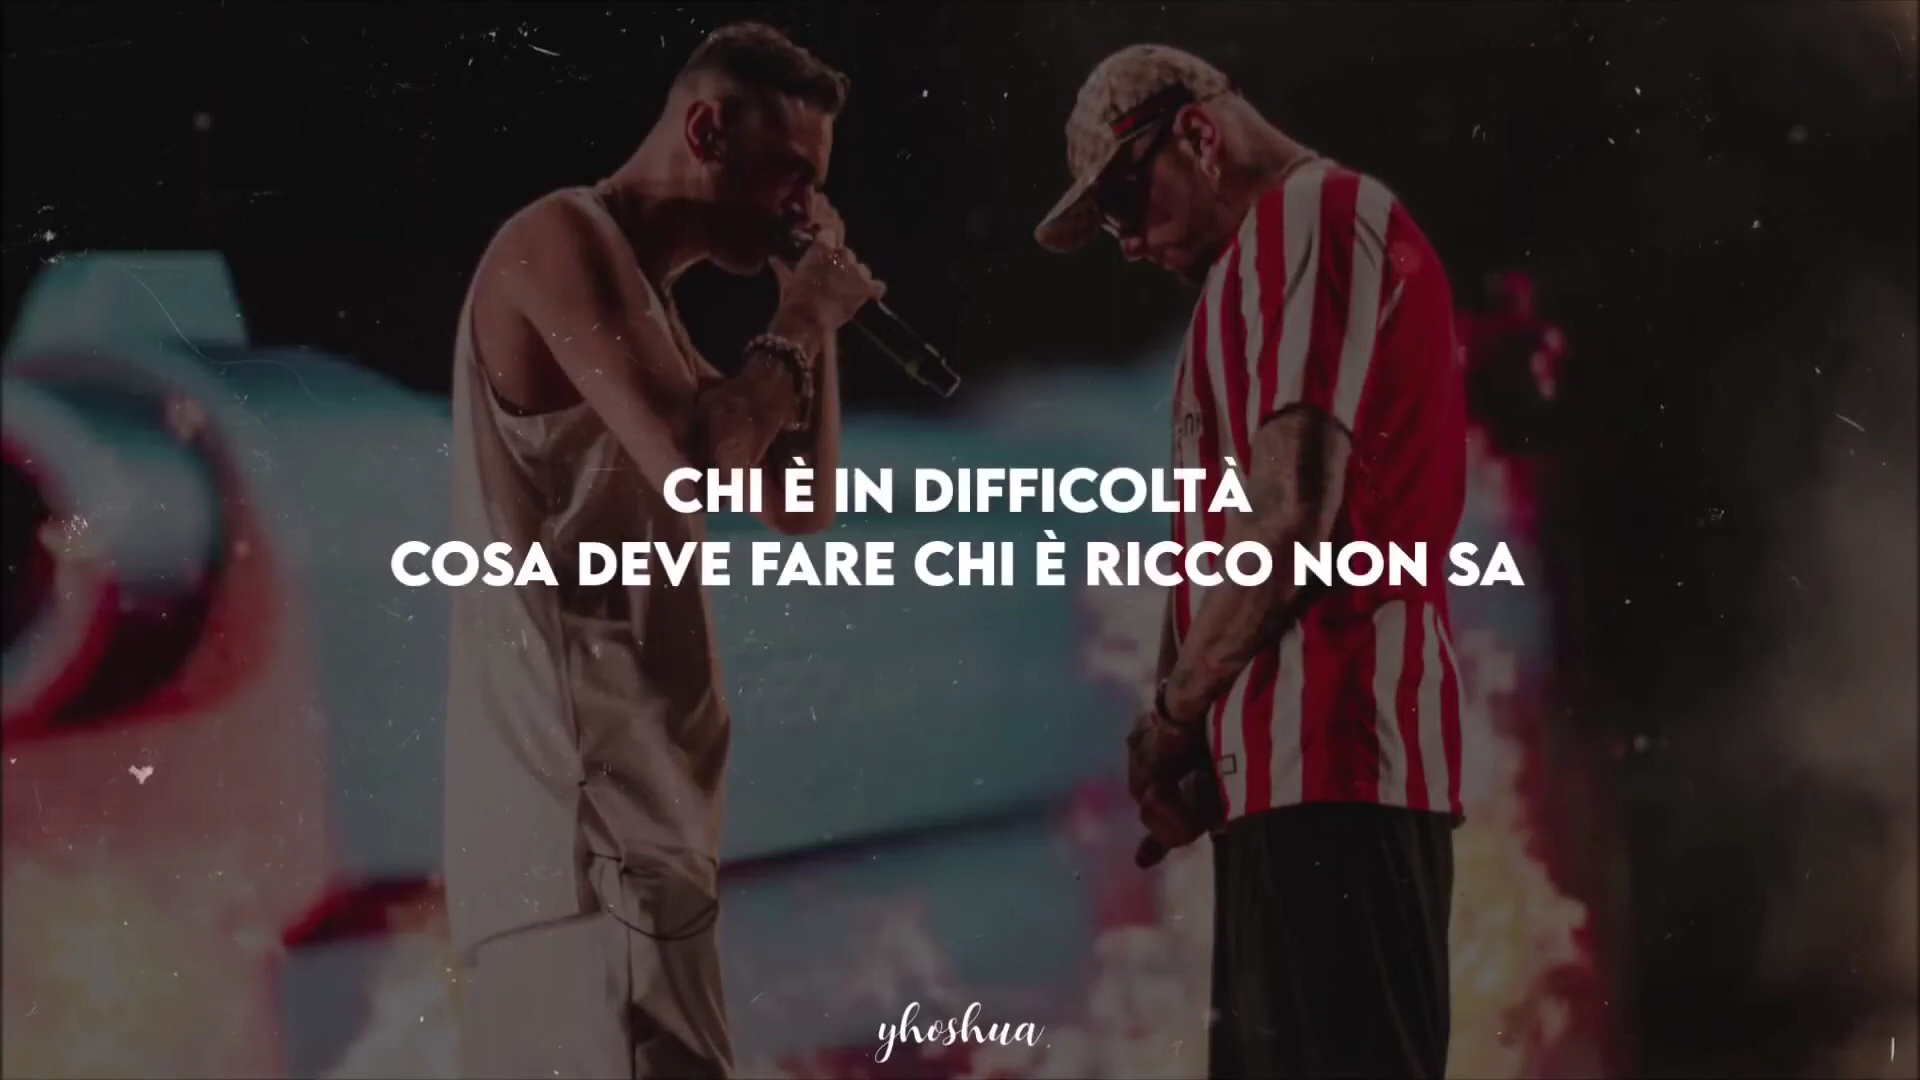 CHI È IN DIFFICOLTÀ
COSA DEVE FARE CHI È RICCO NON SA
yhoshua